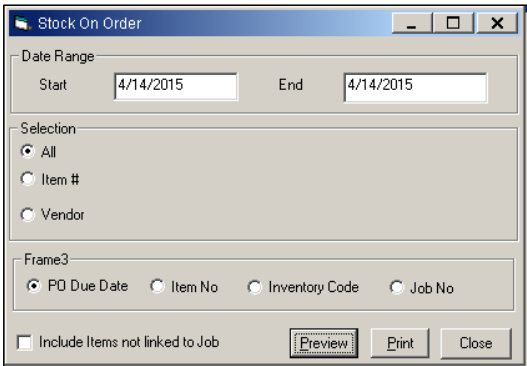 Stock On Order
Date Range
Start 4/14/2015 End 4/14/2015
Selection
All
Item #
Vendor
Frame3
PO Due Date Item No Inventory Code Job No
Include Items not linked to Job Preview Print Close